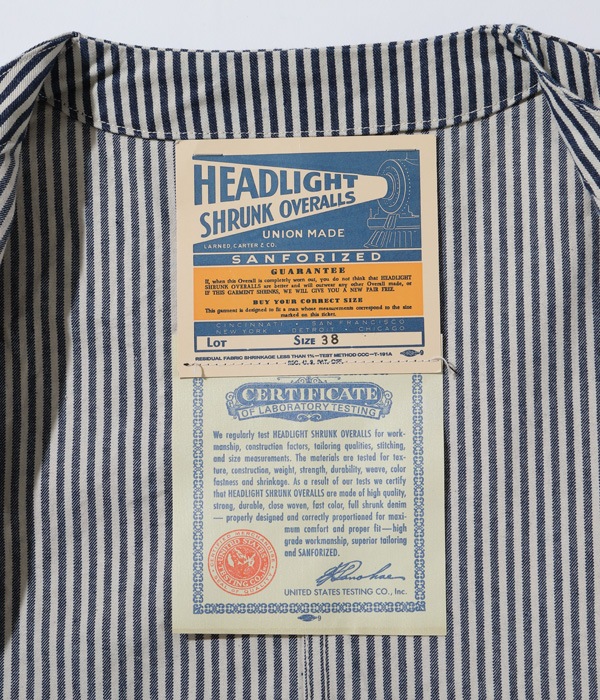 HEADLIGHT
SHRUNK OVERALLS
UNION MADE
LARNED, CARTER & CO.
SANFORIZED
GUARANTEE
If, when this Overall is completely worn out, you do not think that HEADLIGHT
SHRUNK OVERALLS are better and will outwear any other Overall made, or
IF THIS GARMENT SHRINKS, WE WILL GIVE YOU A NEW PAIR FREE.
BUY YOUR CORRECT SIZE
This garment is designed to fit a man whose measurements correspond to the size
marked on this ticket.
CINCINNATI • SAN FRANCISCO
NEW YORK • DETROIT • CHICAGO
LOT SIZE 38
RESIDUAL FABRIC SHRINKAGE LESS THAN 1%—TEST METHOD CCC—T-191A 9
REG. U. S. PAT. OFF.
CERTIFICATE
OF LABORATORY TESTING
We regularly test HEADLIGHT SHRUNK OVERALLS for work-
manship, construction factors, tailoring qualities, stitching,
and size measurements. The materials are tested for tex-
ture, construction, weight, strength, durability, weave, color
fastness and shrinkage. As a result of our tests we certify
that HEADLIGHT SHRUNK OVERALLS are made of high quality,
strong, durable, close woven, fast color, full shrunk denim
— properly designed and correctly proportioned for maxi-
mum comfort and proper fit—high
grade workmanship, superior tailoring
and SANFORIZED.
UNITED STATES
TESTING CO.
UNITED STATES TESTING CO., Inc.
9